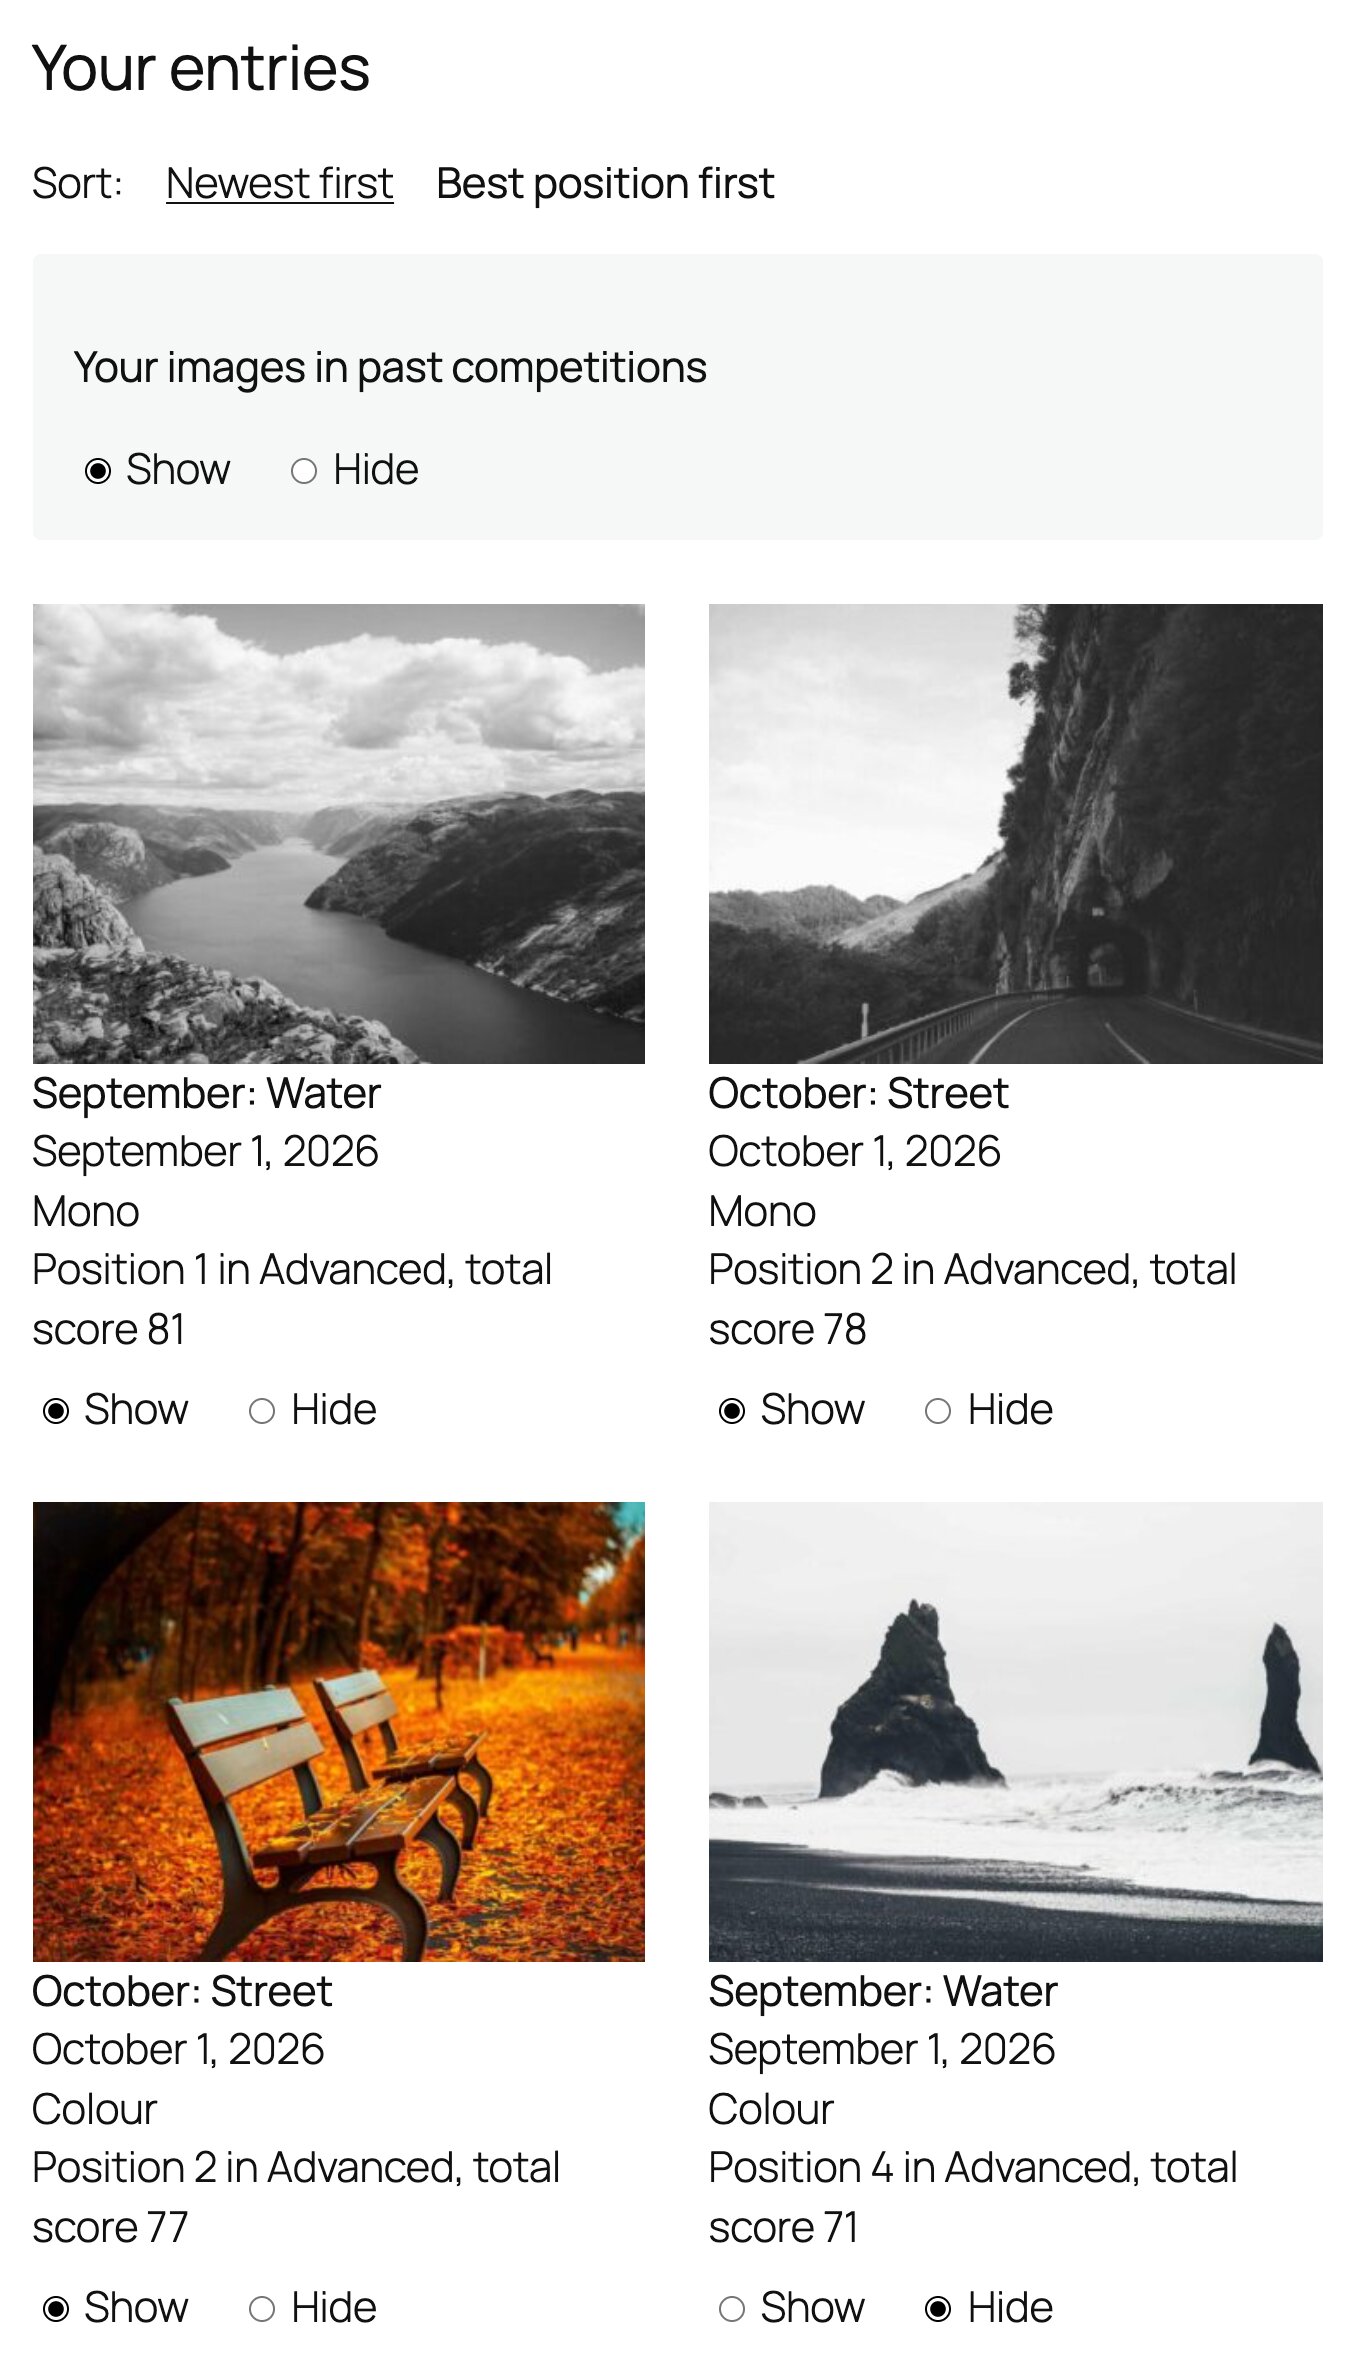 Your entries
Sort: Newest first Best position first
Your images in past competitions
Show Hide
September: Water
September 1, 2026
Mono
Position 1 in Advanced, total
score 81
Show Hide
October: Street
October 1, 2026
Mono
Position 2 in Advanced, total
score 78
Show Hide
October: Street
October 1, 2026
Colour
Position 2 in Advanced, total
score 77
Show Hide
September: Water
September 1, 2026
Colour
Position 4 in Advanced, total
score 71
Show Hide